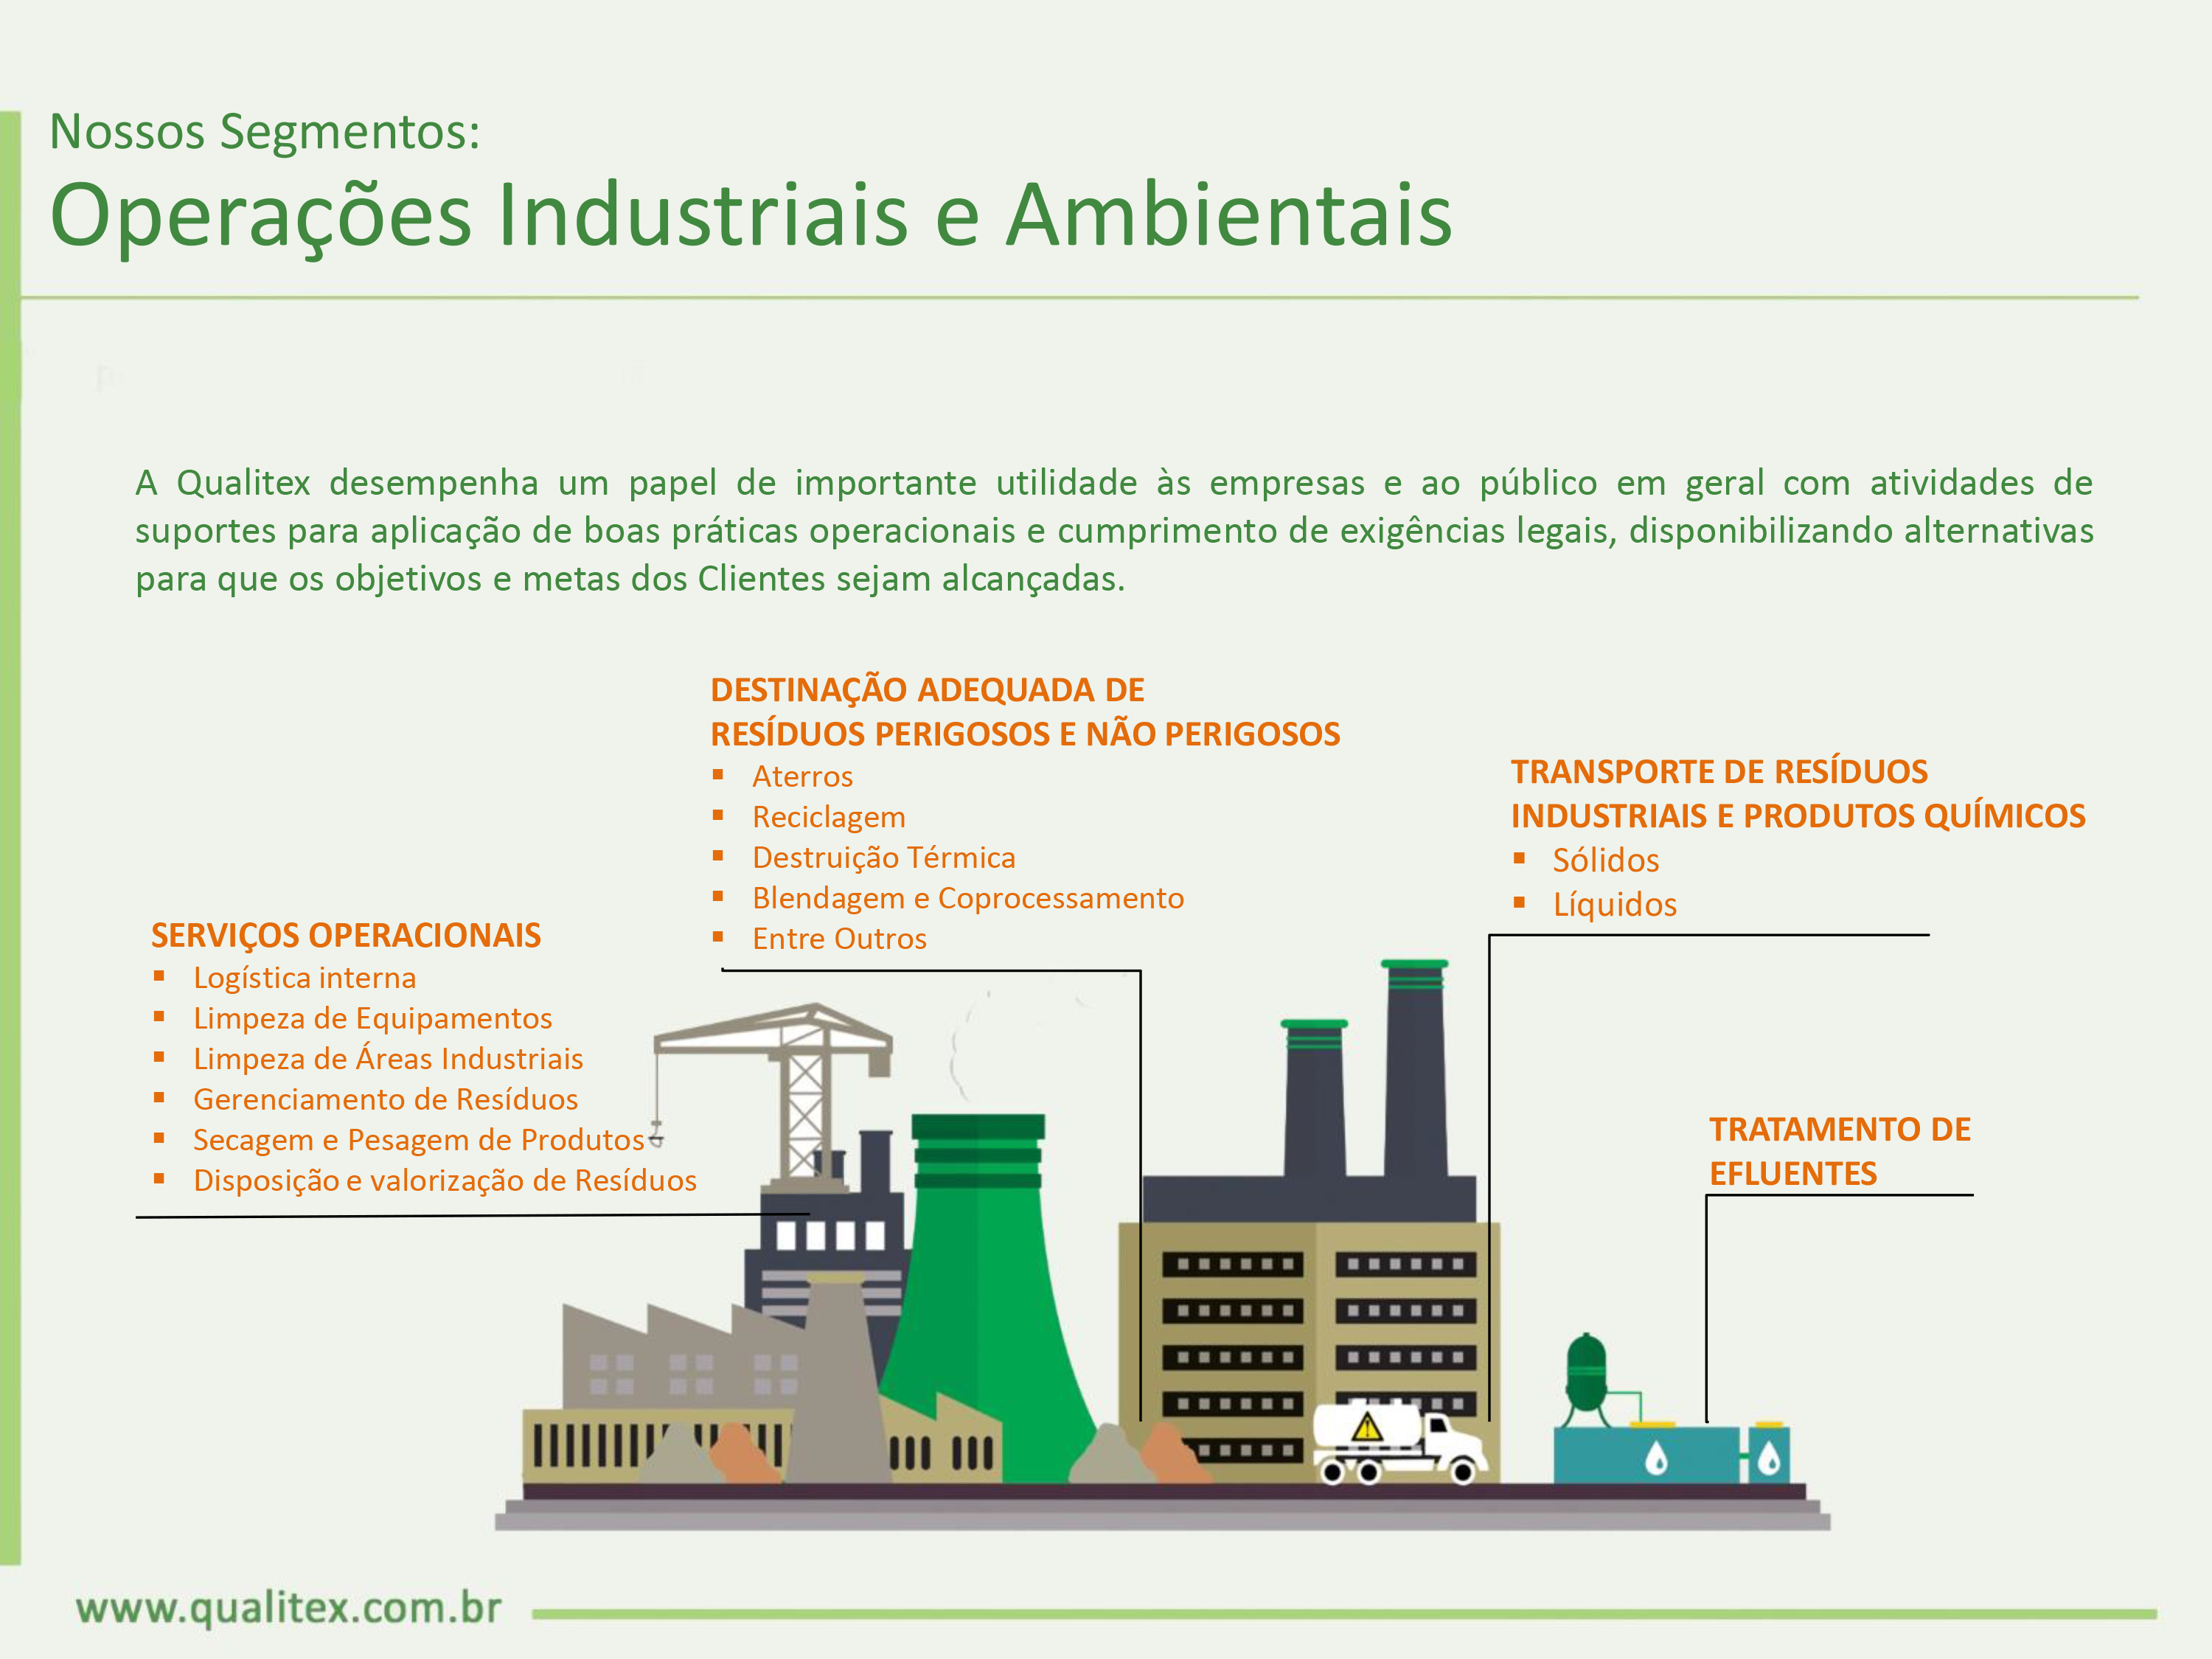 Nossos Segmentos:
Operações Industriais e Ambientais
A Qualitex desempenha um papel de importante utilidade às empresas e ao público em geral com atividades de
suportes para aplicação de boas práticas operacionais e cumprimento de exigências legais, disponibilizando alternativas
para que os objetivos e metas dos Clientes sejam alcançadas.
SERVIÇOS OPERACIONAIS
▪ Logística interna
▪ Limpeza de Equipamentos
▪ Limpeza de Áreas Industriais
▪ Gerenciamento de Resíduos
▪ Secagem e Pesagem de Produtos
▪ Disposição e valorização de Resíduos
DESTINAÇÃO ADEQUADA DE
RESÍDUOS PERIGOSOS E NÃO PERIGOSOS
▪ Aterros
▪ Reciclagem
▪ Destruição Térmica
▪ Blendagem e Coprocessamento
▪ Entre Outros
TRANSPORTE DE RESÍDUOS
INDUSTRIAIS E PRODUTOS QUÍMICOS
▪ Sólidos
▪ Líquidos
TRATAMENTO DE
EFLUENTES
www.qualitex.com.br